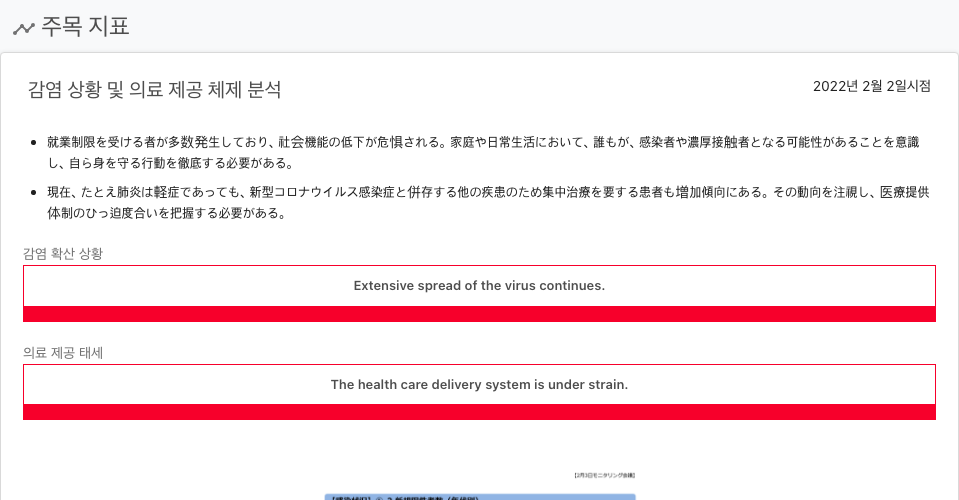 주목 지표
감염 상황 및 의료 제공 체제 분석
2022년 2월 2일시점
就業制限を受ける者が多数発生しており、社会機能の低下が危惧される。家庭や日常生活において、誰もが、感染者や濃厚接触者となる可能性があることを意識
し、自ら身を守る行動を徹底する必要がある。
現在、たとえ肺炎は軽症であっても、新型コロナウイルス感染症と併存する他の疾患のため集中治療を要する患者も増加傾向にある。その動向を注視し、医療提供
体制のひっ迫度合いを把握する必要がある。
감염 확산 상황
Extensive spread of the virus continues.
의료 제공 태세
The health care delivery system is under strain.
【2月3日モニタリング会議】